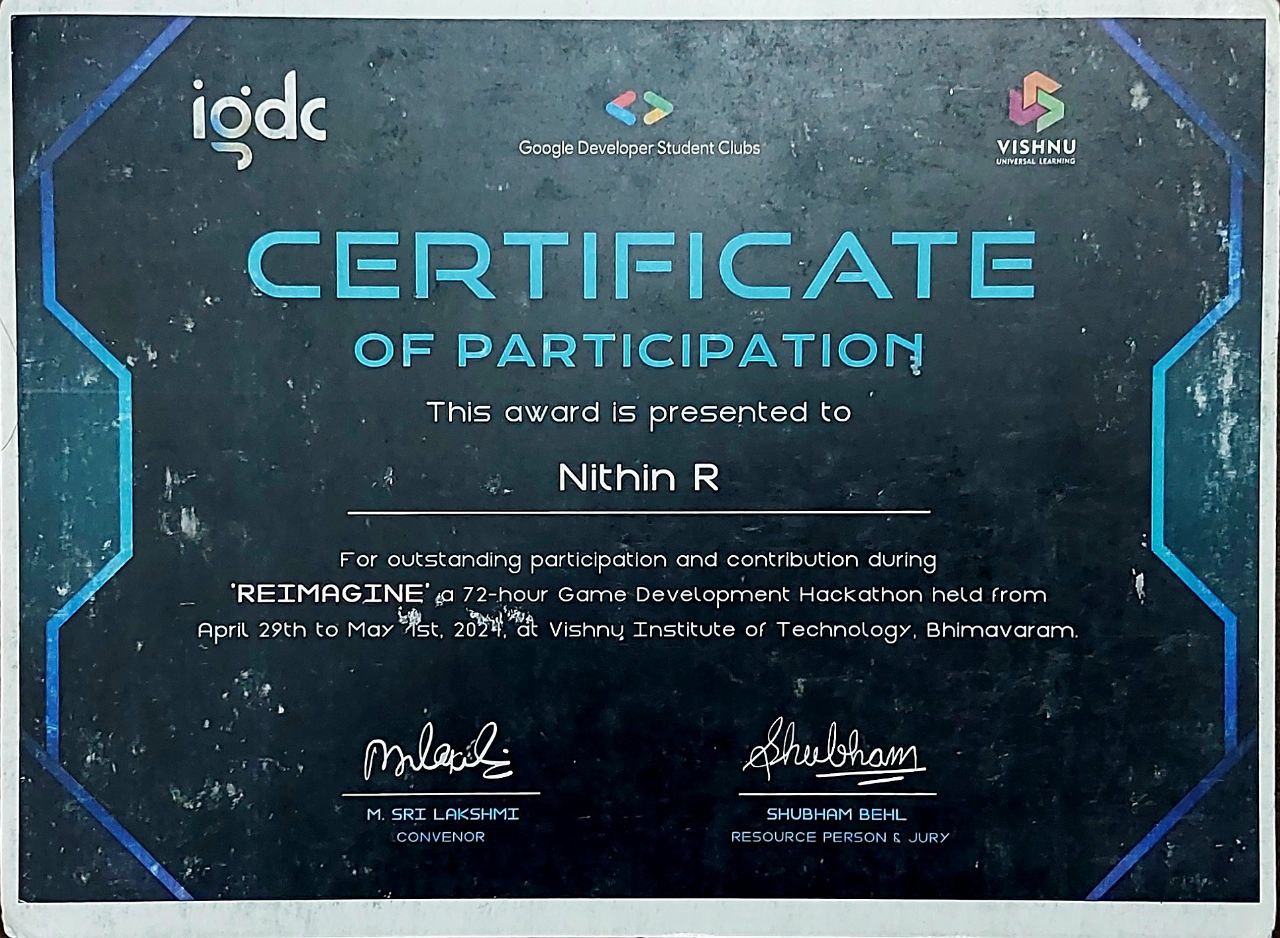 igdc
Google Developer Student Clubs
VISHNU
UNIVERSAL LEARNING
CERTIFICATE
OF PARTICIPATION
This award is presented to
Nithin R
For outstanding participation and contribution during
'REIMAGINE' a 72-hour Game Development Hackathon held from
April 29th to May 1st, 2024, at Vishnu Institute of Technology, Bhimavaram.
Shubham
M. SRI LAKSHMI
CONVENOR
SHUBHAM BEHL
RESOURCE PERSON & JURY